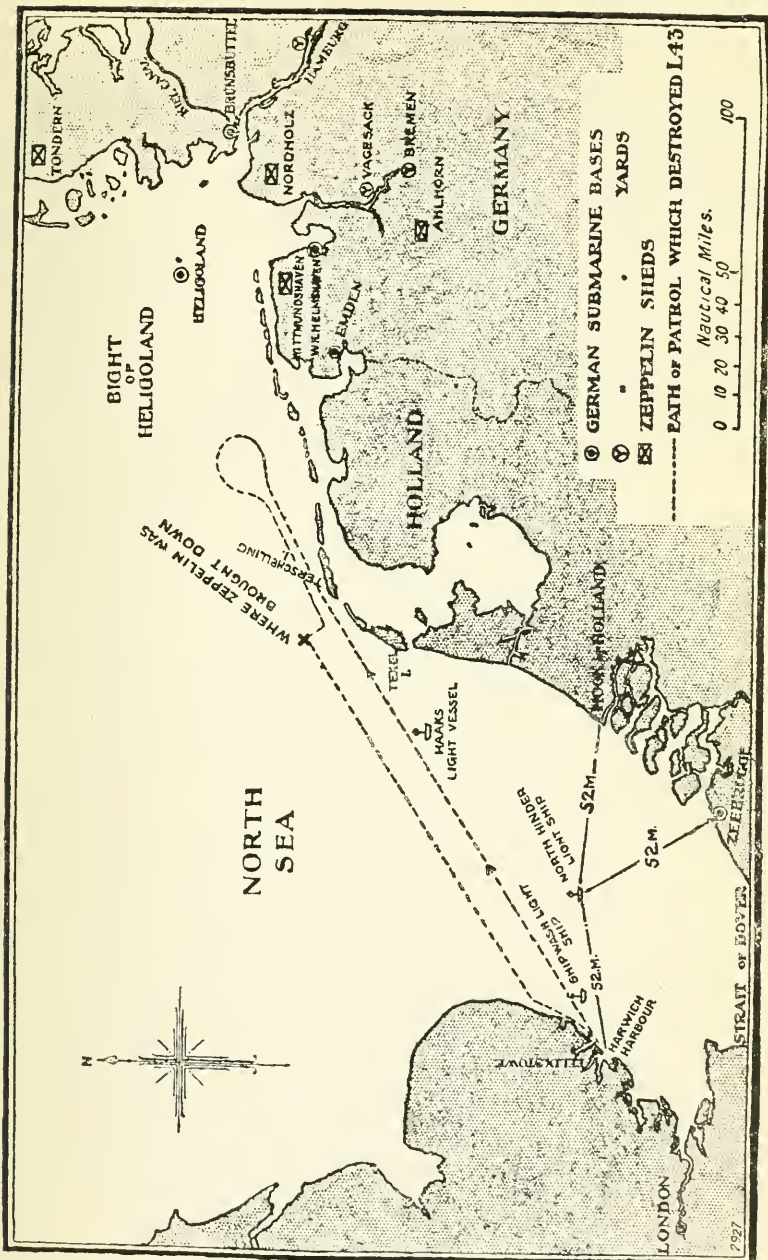 TONDERN
KIEL CANAL
BRUNSBÜTTEL
HAMBURG
NORDHOLZ
VAGESACK
BREMEN
AHLHORN
GERMANY
HELIGOLAND
BIGHT
OF
HELIGOLAND
WITTMUNDSHAVEN
WILHELMSHAVEN
EMDEN
HOLLAND
WHERE ZEPPELIN WAS
BROUGHT DOWN
TERSCHELLING
I.
TEXEL
I.
HAAKS
LIGHT VESSEL
NORTH
SEA
HOOK OF HOLLAND
NORTH HINDER
LIGHT SHIP
SHIPWASH LIGHT
SHIP
52M.
52M.
52M.
ZEEBRUGGE
FELIXSTOWE
HARWICH
HARBOUR
STRAIT OF DOVER
LONDON
N
GERMAN SUBMARINE BASES
" " YARDS
ZEPPELIN SHEDS
PATH OF PATROL WHICH DESTROYED L43
Nautical Miles.
0 10 20 30 40 50 100
7927